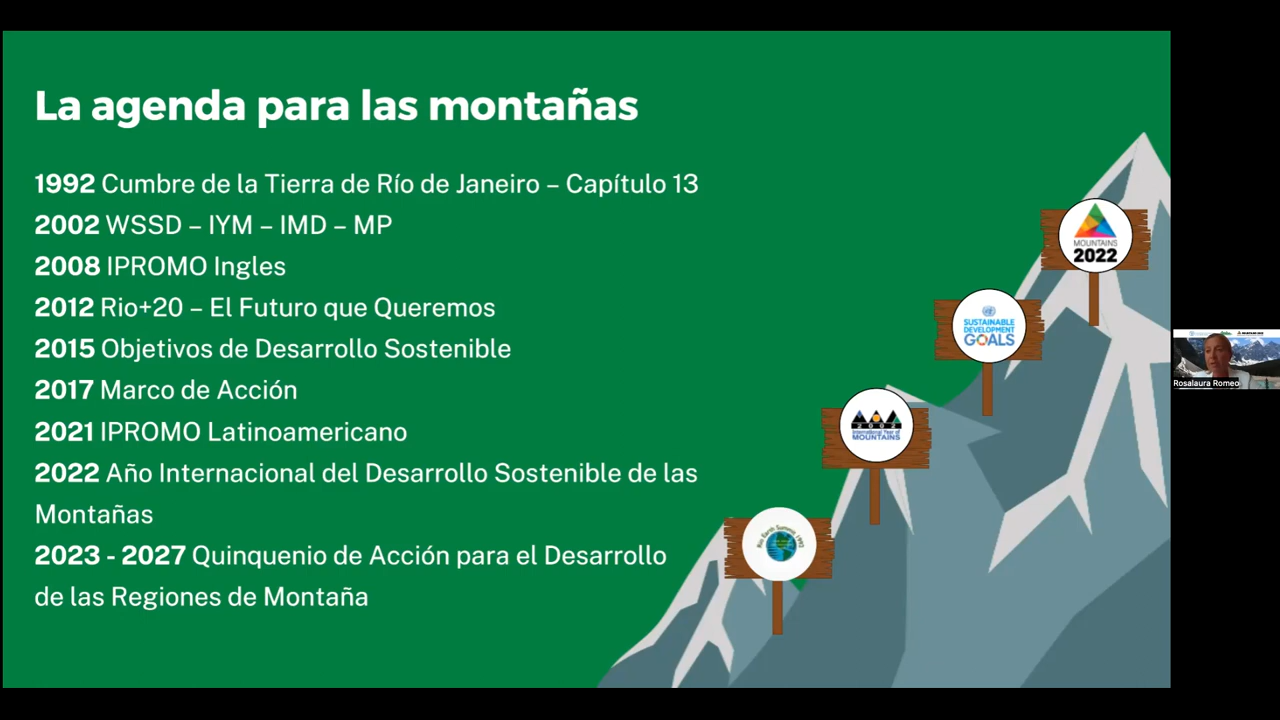 La agenda para las montañas
1992 Cumbre de la Tierra de Río de Janeiro – Capítulo 13
2002 WSSD – IYM – IMD – MP
2008 IPROMO Ingles
2012 Rio+20 – El Futuro que Queremos
2015 Objetivos de Desarrollo Sostenible
2017 Marco de Acción
2021 IPROMO Latinoamericano
2022 Año Internacional del Desarrollo Sostenible de las
Montañas
2023 - 2027 Quinquenio de Acción para el Desarrollo
de las Regiones de Montaña
MOUNTAINS
2022
SUSTAINABLE
DEVELOPMENT
GOALS
2002
International Year of
MOUNTAINS
Rio Earth Summit 1992
Rosalaura Romeo